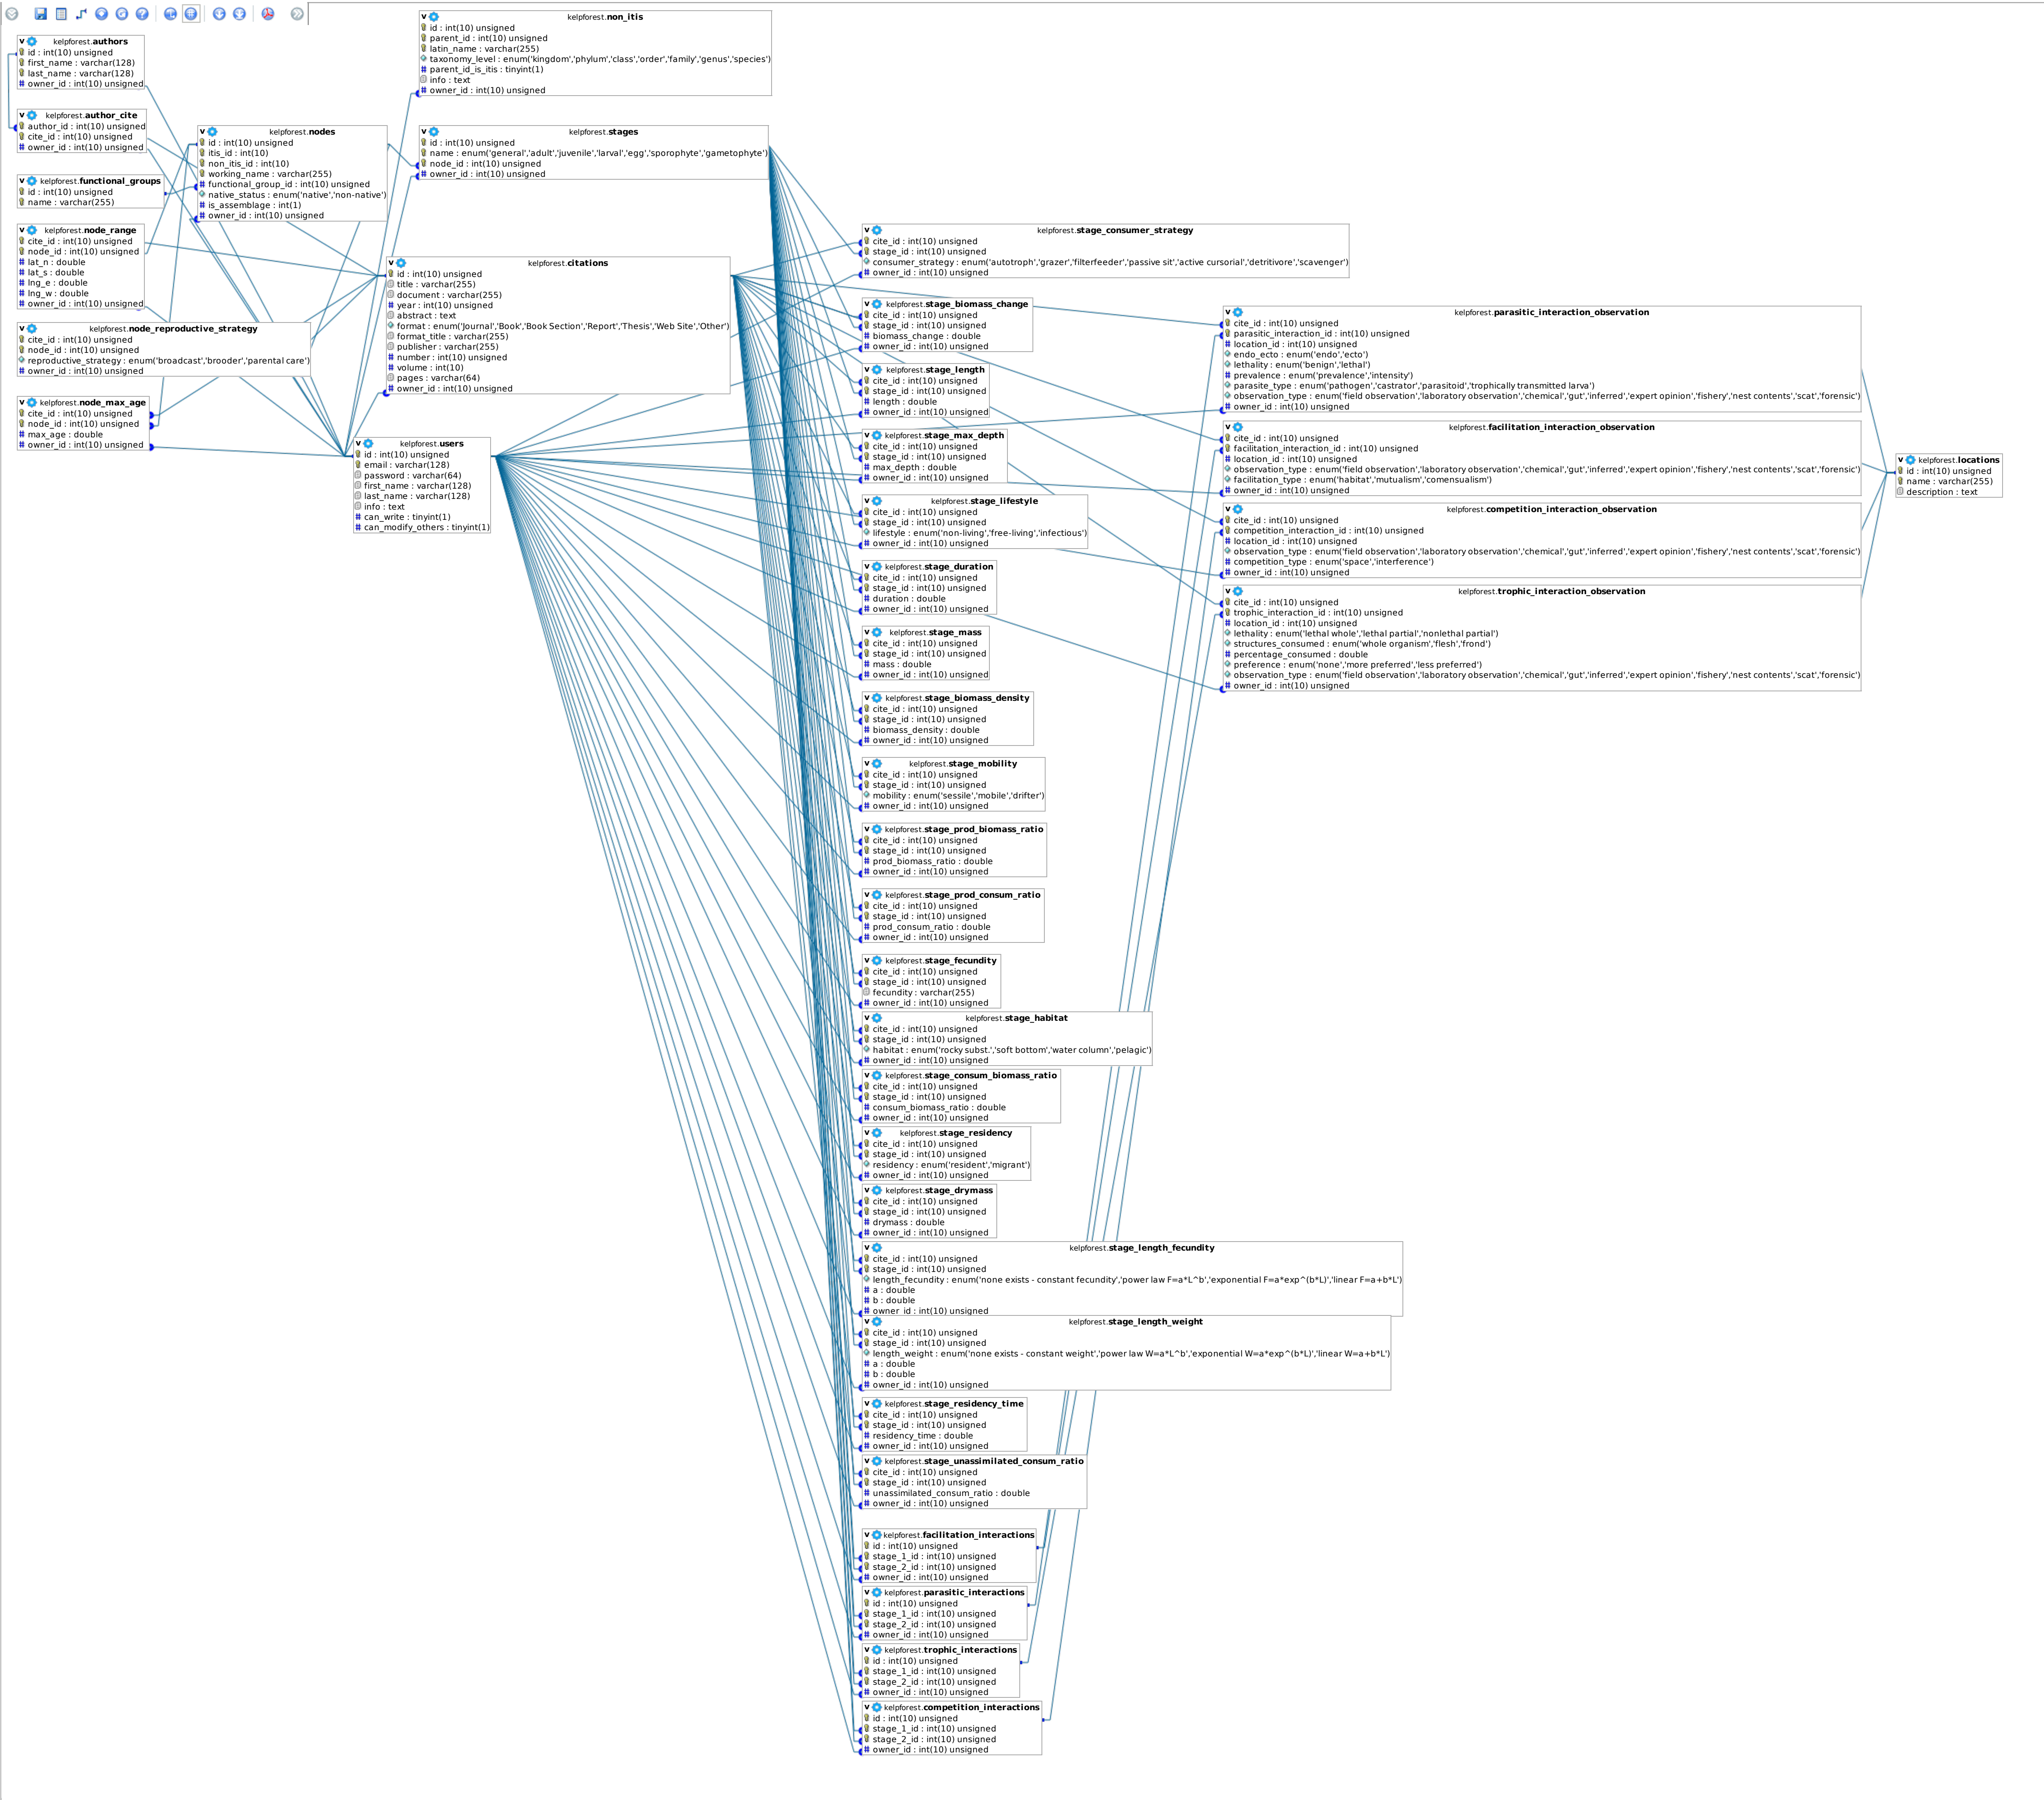 kelpforest.authors
id : int(10) unsigned
first_name : varchar(128)
last_name : varchar(128)
owner_id : int(10) unsigned
kelpforest.author_cite
author_id : int(10) unsigned
cite_id : int(10) unsigned
owner_id : int(10) unsigned
kelpforest.functional_groups
id : int(10) unsigned
name : varchar(255)
kelpforest.node_range
cite_id : int(10) unsigned
node_id : int(10) unsigned
lat_n : double
lat_s : double
lng_e : double
lng_w : double
owner_id : int(10) unsigned
kelpforest.node_reproductive_strategy
cite_id : int(10) unsigned
node_id : int(10) unsigned
reproductive_strategy : enum('broadcast','brooder','parental care')
owner_id : int(10) unsigned
kelpforest.node_max_age
cite_id : int(10) unsigned
node_id : int(10) unsigned
max_age : double
owner_id : int(10) unsigned
kelpforest.nodes
id : int(10) unsigned
itis_id : int(10)
non_itis_id : int(10)
working_name : varchar(255)
functional_group_id : int(10) unsigned
native_status : enum('native','non-native')
is_assemblage : int(1)
owner_id : int(10) unsigned
kelpforest.non_itis
id : int(10) unsigned
parent_id : int(10) unsigned
latin_name : varchar(255)
taxonomy_level : enum('kingdom','phylum','class','order','family','genus','species')
parent_id_is_itis : tinyint(1)
info : text
owner_id : int(10) unsigned
kelpforest.stages
id : int(10) unsigned
name : enum('general','adult','juvenile','larval','egg','sporophyte','gametophyte')
node_id : int(10) unsigned
owner_id : int(10) unsigned
kelpforest.citations
id : int(10) unsigned
title : varchar(255)
document : varchar(255)
year : int(10) unsigned
abstract : text
format : enum('Journal','Book','Book Section','Report','Thesis','Web Site','Other')
format_title : varchar(255)
publisher : varchar(255)
number : int(10) unsigned
volume : int(10)
pages : varchar(64)
owner_id : int(10) unsigned
kelpforest.users
id : int(10) unsigned
email : varchar(128)
password : varchar(64)
first_name : varchar(128)
last_name : varchar(128)
info : text
can_write : tinyint(1)
can_modify_others : tinyint(1)
kelpforest.stage_consumer_strategy
cite_id : int(10) unsigned
stage_id : int(10) unsigned
consumer_strategy : enum('autotroph','grazer','filterfeeder','passive sit','active cursorial','detritivore','scavenger')
owner_id : int(10) unsigned
kelpforest.stage_biomass_change
cite_id : int(10) unsigned
stage_id : int(10) unsigned
biomass_change : double
owner_id : int(10) unsigned
kelpforest.stage_length
cite_id : int(10) unsigned
stage_id : int(10) unsigned
length : double
owner_id : int(10) unsigned
kelpforest.stage_max_depth
cite_id : int(10) unsigned
stage_id : int(10) unsigned
max_depth : double
owner_id : int(10) unsigned
kelpforest.stage_lifestyle
cite_id : int(10) unsigned
stage_id : int(10) unsigned
lifestyle : enum('non-living','free-living','infectious')
owner_id : int(10) unsigned
kelpforest.stage_duration
cite_id : int(10) unsigned
stage_id : int(10) unsigned
duration : double
owner_id : int(10) unsigned
kelpforest.stage_mass
cite_id : int(10) unsigned
stage_id : int(10) unsigned
mass : double
owner_id : int(10) unsigned
kelpforest.stage_biomass_density
cite_id : int(10) unsigned
stage_id : int(10) unsigned
biomass_density : double
owner_id : int(10) unsigned
kelpforest.stage_mobility
cite_id : int(10) unsigned
stage_id : int(10) unsigned
mobility : enum('sessile','mobile','drifter')
owner_id : int(10) unsigned
kelpforest.stage_prod_biomass_ratio
cite_id : int(10) unsigned
stage_id : int(10) unsigned
prod_biomass_ratio : double
owner_id : int(10) unsigned
kelpforest.stage_prod_consum_ratio
cite_id : int(10) unsigned
stage_id : int(10) unsigned
prod_consum_ratio : double
owner_id : int(10) unsigned
kelpforest.stage_fecundity
cite_id : int(10) unsigned
stage_id : int(10) unsigned
fecundity : varchar(255)
owner_id : int(10) unsigned
kelpforest.stage_habitat
cite_id : int(10) unsigned
stage_id : int(10) unsigned
habitat : enum('rocky subst.','soft bottom','water column','pelagic')
owner_id : int(10) unsigned
kelpforest.stage_consum_biomass_ratio
cite_id : int(10) unsigned
stage_id : int(10) unsigned
consum_biomass_ratio : double
owner_id : int(10) unsigned
kelpforest.stage_residency
cite_id : int(10) unsigned
stage_id : int(10) unsigned
residency : enum('resident','migrant')
owner_id : int(10) unsigned
kelpforest.stage_drymass
cite_id : int(10) unsigned
stage_id : int(10) unsigned
drymass : double
owner_id : int(10) unsigned
kelpforest.stage_length_fecundity
cite_id : int(10) unsigned
stage_id : int(10) unsigned
length_fecundity : enum('none exists - constant fecundity','power law F=a*L^b','exponential F=a*exp^(b*L)','linear F=a+b*L')
a : double
b : double
owner_id : int(10) unsigned
kelpforest.stage_length_weight
cite_id : int(10) unsigned
stage_id : int(10) unsigned
length_weight : enum('none exists - constant weight','power law W=a*L^b','exponential W=a*exp^(b*L)','linear W=a+b*L')
a : double
b : double
owner_id : int(10) unsigned
kelpforest.stage_residency_time
cite_id : int(10) unsigned
stage_id : int(10) unsigned
residency_time : double
owner_id : int(10) unsigned
kelpforest.stage_unassimilated_consum_ratio
cite_id : int(10) unsigned
stage_id : int(10) unsigned
unassimilated_consum_ratio : double
owner_id : int(10) unsigned
kelpforest.facilitation_interactions
id : int(10) unsigned
stage_1_id : int(10) unsigned
stage_2_id : int(10) unsigned
owner_id : int(10) unsigned
kelpforest.parasitic_interactions
id : int(10) unsigned
stage_1_id : int(10) unsigned
stage_2_id : int(10) unsigned
owner_id : int(10) unsigned
kelpforest.trophic_interactions
id : int(10) unsigned
stage_1_id : int(10) unsigned
stage_2_id : int(10) unsigned
owner_id : int(10) unsigned
kelpforest.competition_interactions
id : int(10) unsigned
stage_1_id : int(10) unsigned
stage_2_id : int(10) unsigned
owner_id : int(10) unsigned
kelpforest.parasitic_interaction_observation
cite_id : int(10) unsigned
parasitic_interaction_id : int(10) unsigned
location_id : int(10) unsigned
endo_ecto : enum('endo','ecto')
lethality : enum('benign','lethal')
prevalence : enum('prevalence','intensity')
parasite_type : enum('pathogen','castrator','parasitoid','trophically transmitted larva')
observation_type : enum('field observation','laboratory observation','chemical','gut','inferred','expert opinion','fishery','nest contents','scat','forensic')
owner_id : int(10) unsigned
kelpforest.facilitation_interaction_observation
cite_id : int(10) unsigned
facilitation_interaction_id : int(10) unsigned
location_id : int(10) unsigned
observation_type : enum('field observation','laboratory observation','chemical','gut','inferred','expert opinion','fishery','nest contents','scat','forensic')
facilitation_type : enum('habitat','mutualism','comensualism')
owner_id : int(10) unsigned
kelpforest.competition_interaction_observation
cite_id : int(10) unsigned
competition_interaction_id : int(10) unsigned
location_id : int(10) unsigned
observation_type : enum('field observation','laboratory observation','chemical','gut','inferred','expert opinion','fishery','nest contents','scat','forensic')
competition_type : enum('space','interference')
owner_id : int(10) unsigned
kelpforest.trophic_interaction_observation
cite_id : int(10) unsigned
trophic_interaction_id : int(10) unsigned
location_id : int(10) unsigned
lethality : enum('lethal whole','lethal partial','nonlethal partial')
structures_consumed : enum('whole organism','flesh','frond')
percentage_consumed : double
preference : enum('none','more preferred','less preferred')
observation_type : enum('field observation','laboratory observation','chemical','gut','inferred','expert opinion','fishery','nest contents','scat','forensic')
owner_id : int(10) unsigned
kelpforest.locations
id : int(10) unsigned
name : varchar(255)
description : text